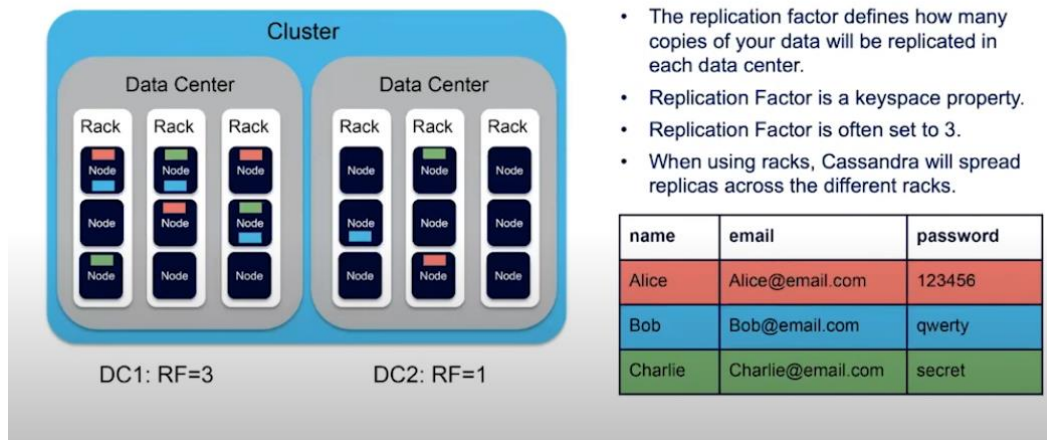 Cluster
Data Center
Rack Rack Rack
Node Node Node
Node Node Node
Node Node Node
Data Center
Rack Rack Rack
Node Node Node
Node Node Node
Node Node Node
DC1: RF=3
DC2: RF=1
• The replication factor defines how many
copies of your data will be replicated in
each data center.
• Replication Factor is a keyspace property.
• Replication Factor is often set to 3.
• When using racks, Cassandra will spread
replicas across the different racks.
name email password
Alice Alice@email.com 123456
Bob Bob@email.com qwerty
Charlie Charlie@email.com secret